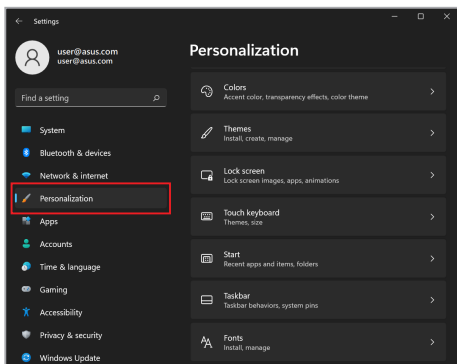 Settings
user@asus.com
user@asus.com
Find a setting
System
Bluetooth & devices
Network & internet
Personalization
Apps
Accounts
Time & language
Gaming
Accessibility
Privacy & security
Windows Update
Personalization
Colors
Accent color, transparency effects, color theme
Themes
Install, create, manage
Lock screen
Lock screen images, apps, animations
Touch keyboard
Themes, size
Start
Recent apps and items, folders
Taskbar
Taskbar behaviors, system pins
Fonts
Install, manage